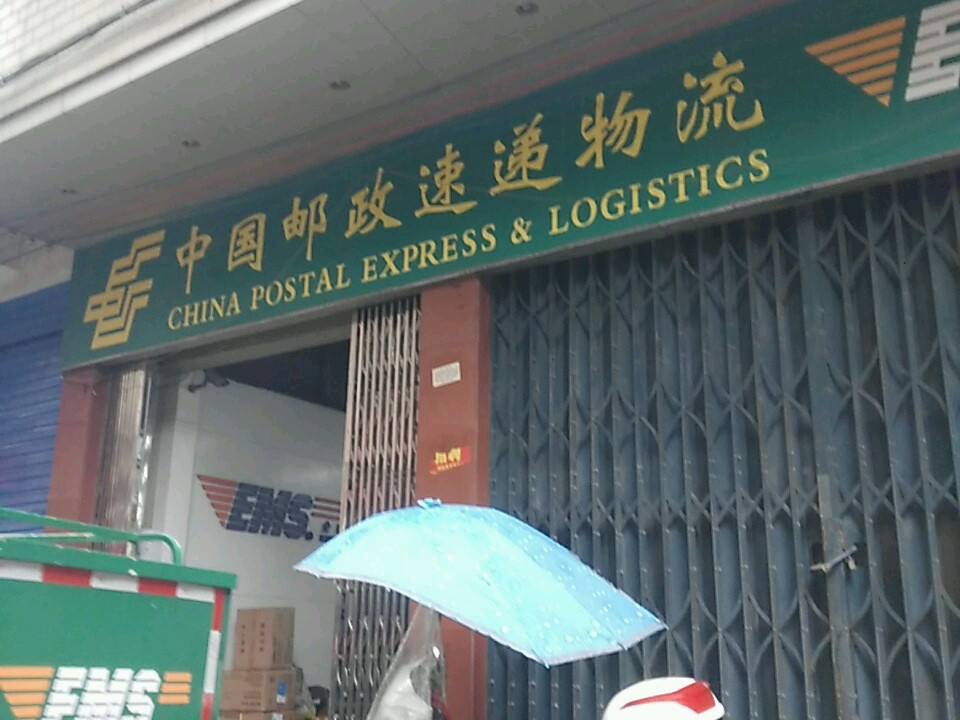 中国邮政速递物流
CHINA POSTAL EXPRESS & LOGISTICS
EMS.
EMS